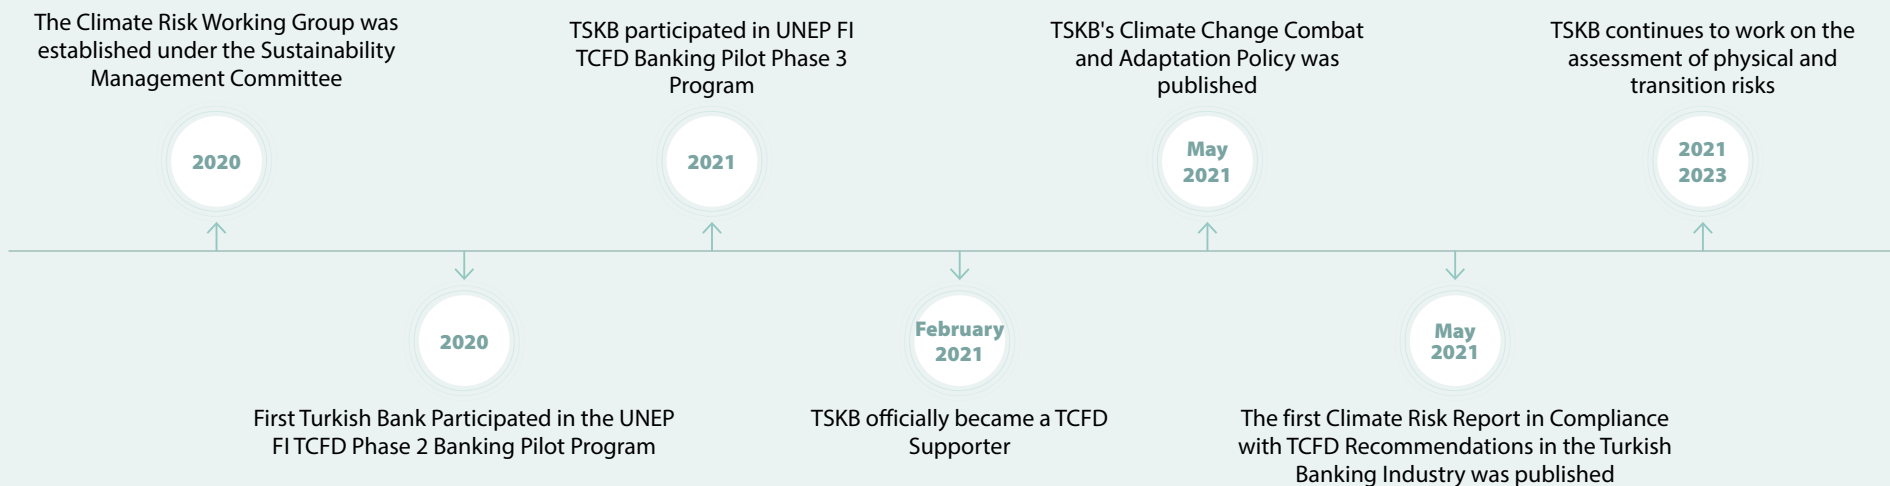 The Climate Risk Working Group was
established under the Sustainability
Management Committee
2020
First Turkish Bank Participated in the UNEP
FI TCFD Phase 2 Banking Pilot Program
2020
TSKB participated in UNEP FI
TCFD Banking Pilot Phase 3
Program
2021
February
2021
TSKB officially became a TCFD
Supporter
TSKB's Climate Change Combat
and Adaptation Policy was
published
May
2021
May
2021
The first Climate Risk Report in Compliance
with TCFD Recommendations in the Turkish
Banking Industry was published
TSKB continues to work on the
assessment of physical and
transition risks
2021
2023